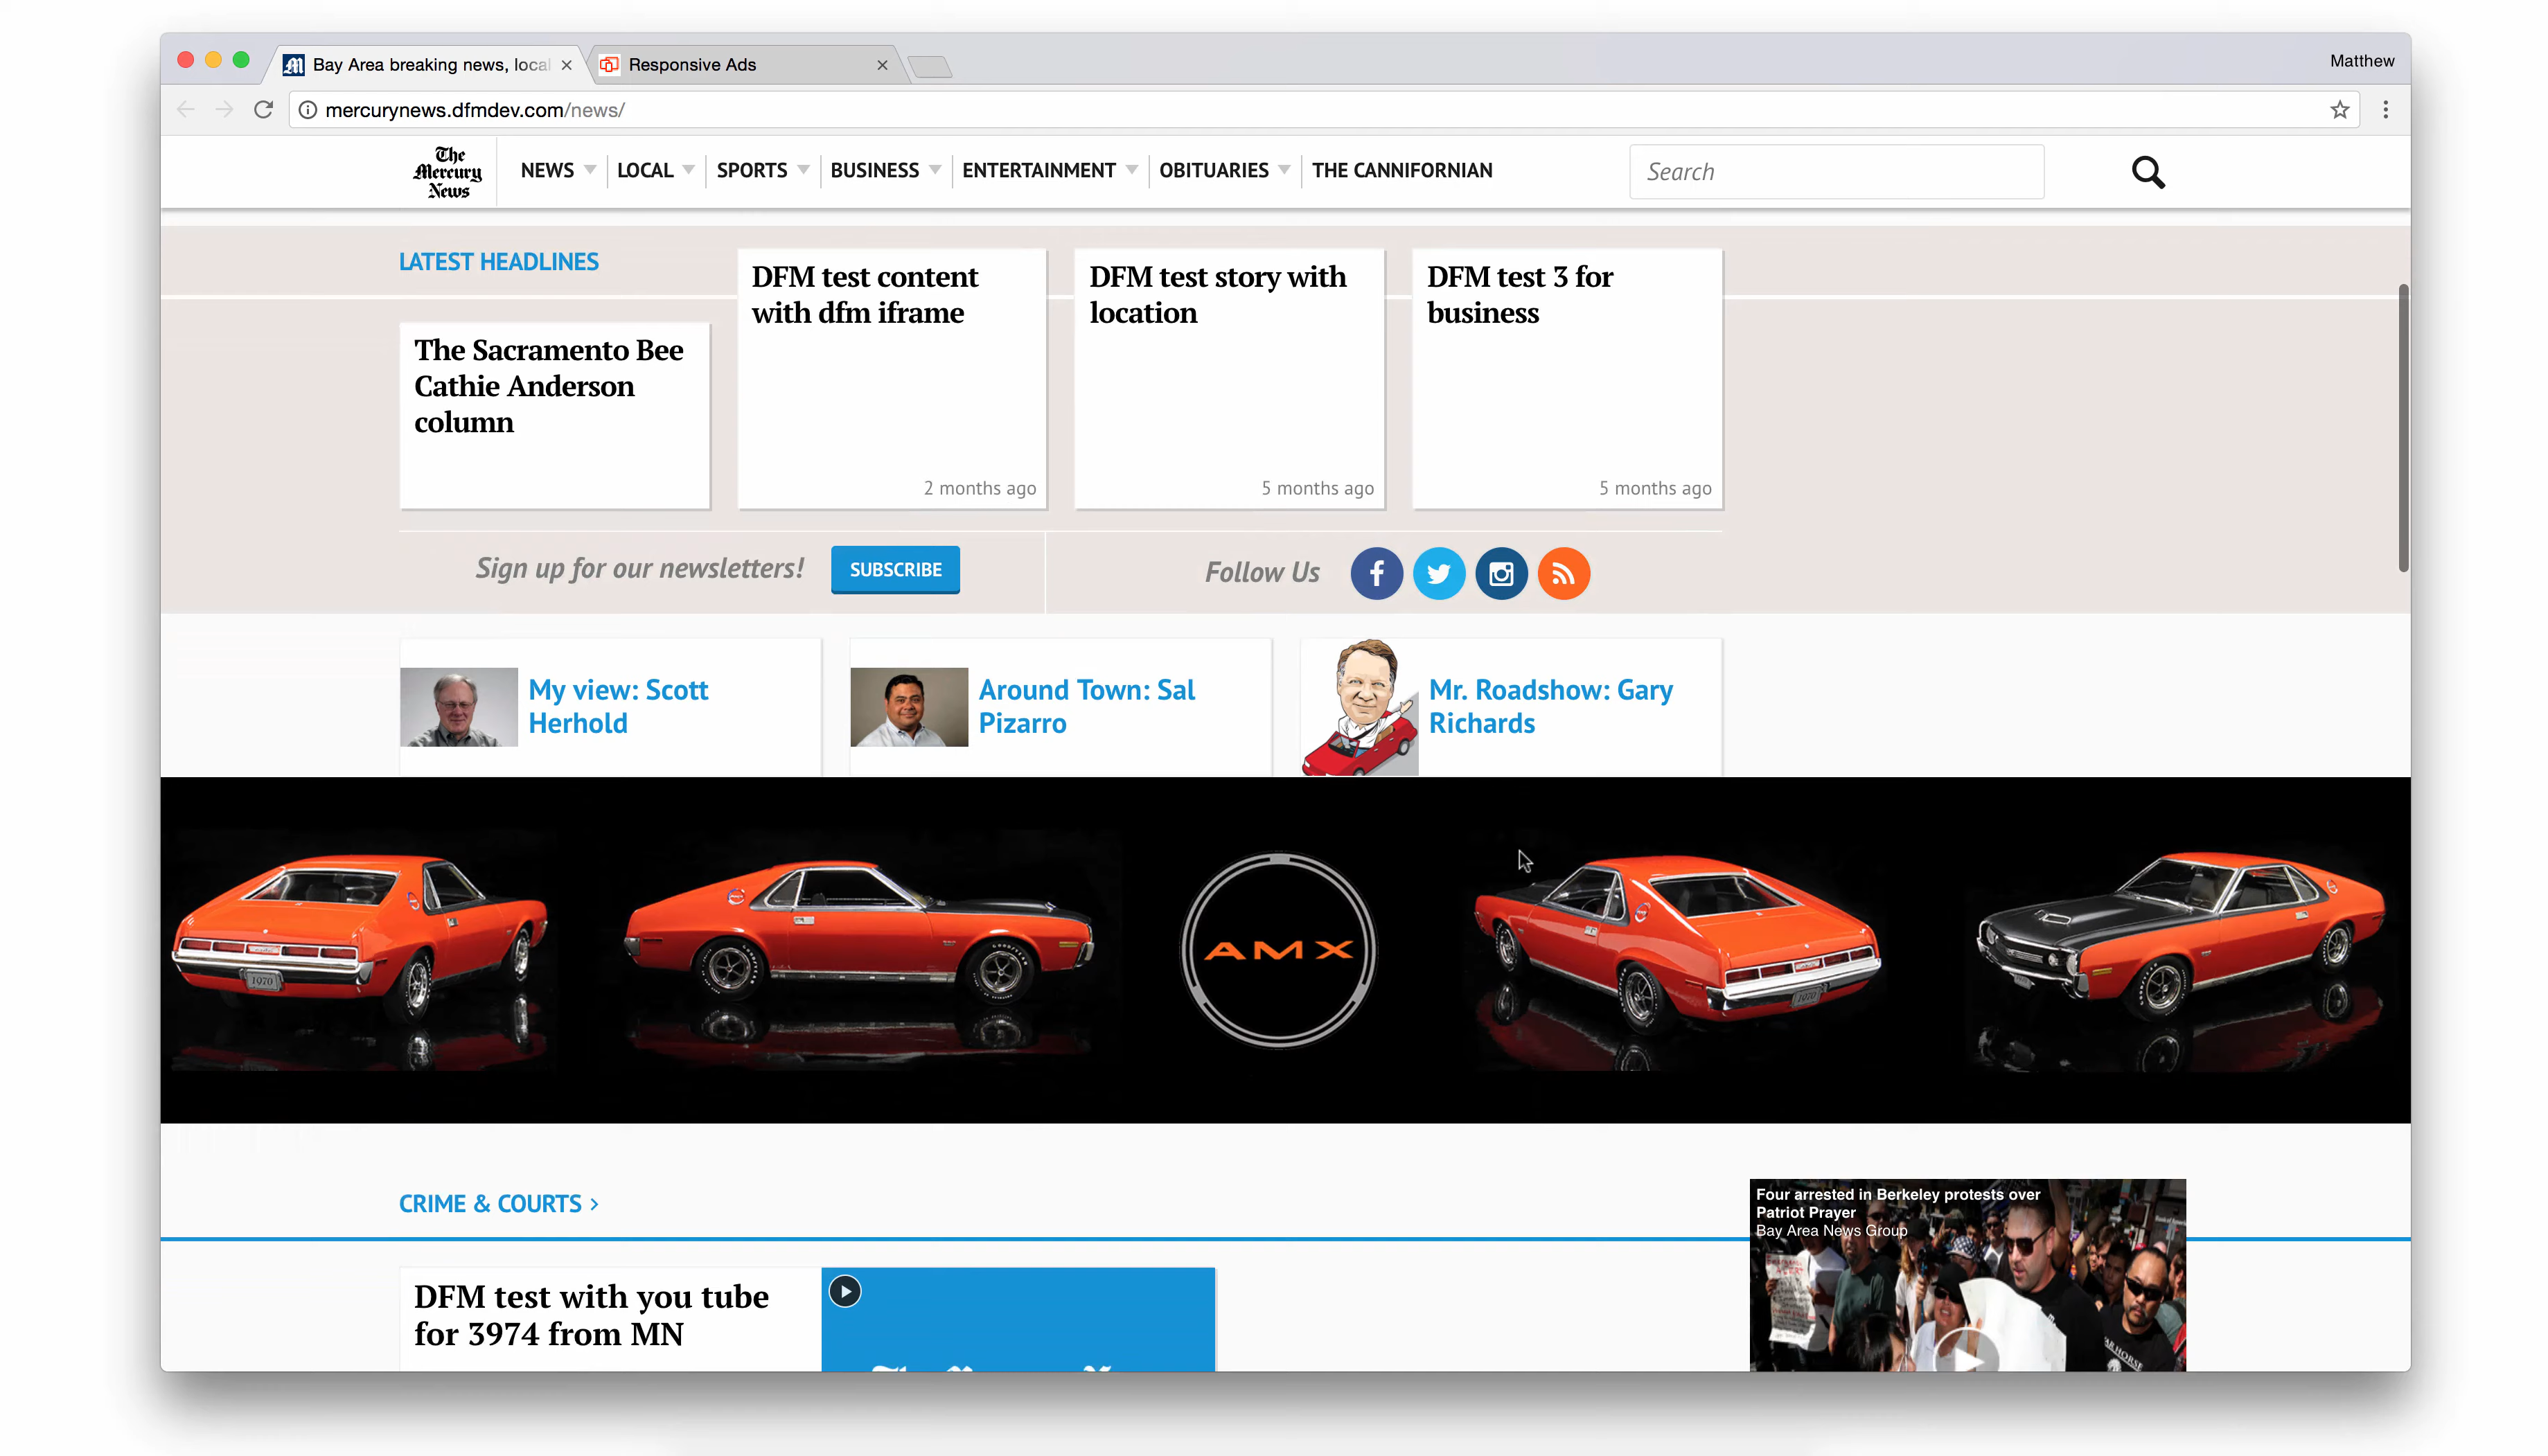 Bay Area breaking news, local
Responsive Ads
Matthew
mercurynews.dfmdev.com/news/
The
Mercury
News
NEWS
LOCAL
SPORTS
BUSINESS
ENTERTAINMENT
OBITUARIES
THE CANNIFORNIAN
Search
LATEST HEADLINES
The Sacramento Bee
Cathie Anderson
column
DFM test content
with dfm iframe
2 months ago
DFM test story with
location
5 months ago
DFM test 3 for
business
5 months ago
Sign up for our newsletters!
SUBSCRIBE
Follow Us
My view: Scott
Herhold
Around Town: Sal
Pizarro
Mr. Roadshow: Gary
Richards
1970
AMX
1970
CRIME & COURTS >
Four arrested in Berkeley protests over
Patriot Prayer
Bay Area News Group
DFM test with you tube
for 3974 from MN